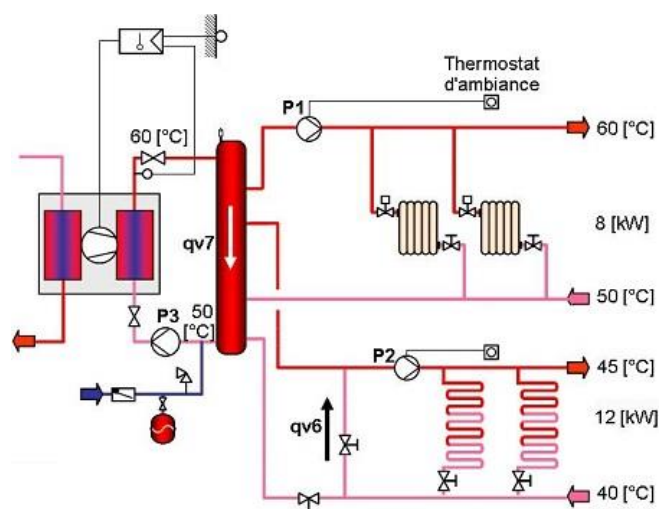 Thermostat
d'ambiance
P1
60 [°C]
60 [°C]
qv7
8 [kW]
P3
50
[°C]
50 [°C]
P2
45 [°C]
qv6
12 [kW]
40 [°C]